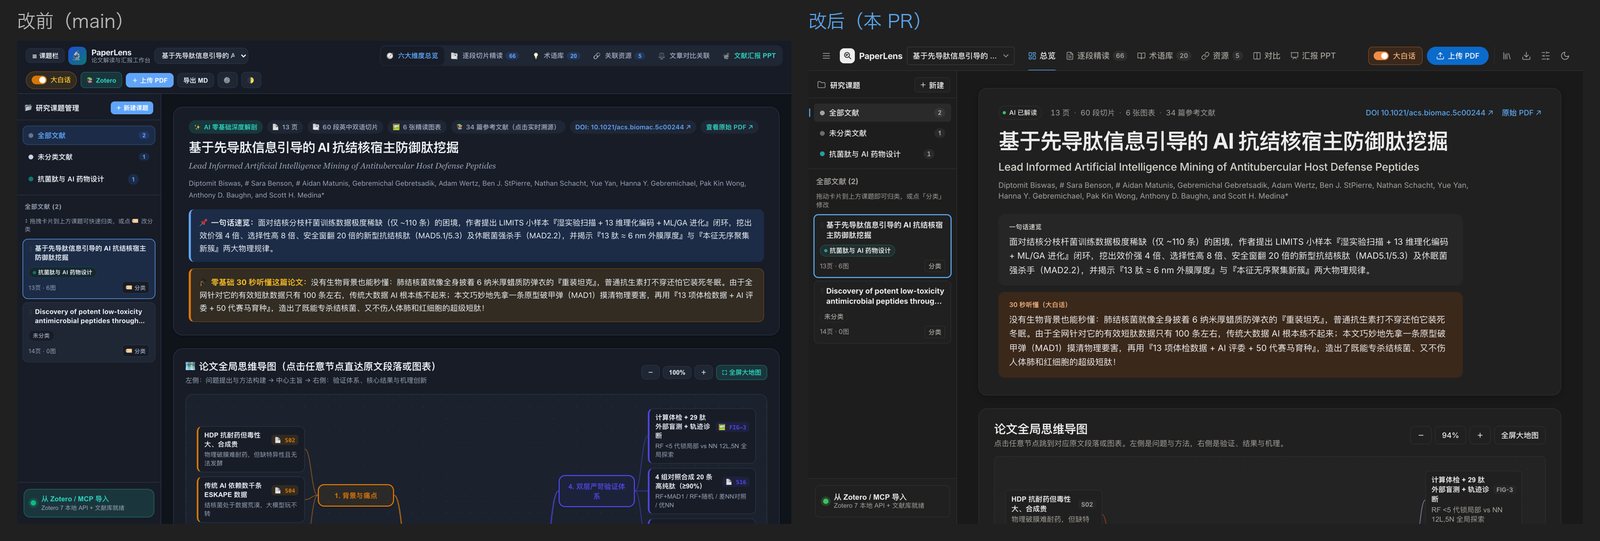 改前（main）
课题栏
PaperLens
论文解读与汇报工作台
基于先导肽信息引导的 A
六大维度总览
逐段切片精读 66
术语库 20
关联资源 5
文章对比关联
文献汇报 PPT
大白话
Zotero
+ 上传 PDF
导出 MD
研究课题管理
+ 新建课题
全部文献 2
未分类文献 1
抗菌肽与 AI 药物设计 1
全部文献 (2)
拖拽卡片到上方课题可快速归类，或点 改分类
基于先导肽信息引导的 AI 抗结核宿主防御肽挖掘
抗菌肽与 AI 药物设计
13页 · 6图
分类
Discovery of potent low-toxicity antimicrobial peptides through...
未分类
14页 · 0图
分类
从 Zotero / MCP 导入
Zotero 7 本地 API + 文献库就绪
AI 零基础深度解剖
13 页
60 段英中双语切片
6 张精读图表
34 篇参考文献（点击实时溯源）
DOI: 10.1021/acs.biomac.5c00244 ↗
查看原始 PDF ↗
基于先导肽信息引导的 AI 抗结核宿主防御肽挖掘
Lead Informed Artificial Intelligence Mining of Antitubercular Host Defense Peptides
Diptomit Biswas, # Sara Benson, # Aidan Matunis, Gebremichal Gebretsadik, Adam Wertz, Ben J. StPierre, Nathan Schacht, Yue Yan, Hanna Y. Gebremichael, Pak Kin Wong,
Anthony D. Baughn, and Scott H. Medina*
一句话速览：面对结核分枝杆菌训练数据极度稀缺（仅 ~110 条）的困境，作者提出 LIMITS 小样本『湿实验扫描 + 13 维理化编码 + ML/GA 进化』闭环，挖出
效价强 4 倍、选择性高 8 倍、安全窗翻 20 倍的新型抗结核肽（MAD5.1/5.3）及休眠菌强杀手（MAD2.2），并揭示『13 肽 ≈ 6 nm 外膜厚度』与『本征无序聚集
新簇』两大物理规律。
零基础 30 秒听懂这篇论文：没有生物背景也能秒懂：肺结核菌就像全身披着 6 纳米厚蜡质防弹衣的『重装坦克』，普通抗生素打不穿还怕它装死冬眠。由于全
网针对它的有效短肽数据只有 100 条左右，传统大数据 AI 根本练不起来；本文巧妙地先拿一条原型破甲弹（MAD1）摸清物理要害，再用『13 项体检数据 + AI 评
委 + 50 代赛马育种』，造出了既能专杀结核菌、又不伤人体肺和红细胞的超级短肽！
论文全局思维导图（点击任意节点直达原文段落或图表）
左侧：问题提出与方法构建 → 中心主旨 → 右侧：验证体系、核心结果与机理创新
−
100%
+
全屏大地图
HDP 抗耐药但毒性大、合成贵
S02
物理破膜难耐药，但缺特异性且无法发酵
传统 AI 依赖数千条 ESKAPE 数据
S04
结核菌处于数据荒漠，大模型玩不转
1. 背景与痛点
4. 双层严苛验证体系
计算体检 + 29 肽外部盲测 + 轨迹诊断
FIG-3
RF <5 代锁局部 vs NN 12L,5N 全局探索
4 组对照合成 20 条高纯肽（≥90%）
S16
RF+MAD1 / RF+随机 / 差NN对照 / 优NN
改后（本 PR）
PaperLens
基于先导肽信息引导的 ...
总览
逐段精读 66
术语库 20
资源 5
对比
汇报 PPT
大白话
上传 PDF
研究课题
+ 新建
全部文献 2
未分类文献 1
抗菌肽与 AI 药物设计 1
全部文献 (2)
拖动卡片到上方课题即可归类，或点「分类」修改
基于先导肽信息引导的 AI 抗结核宿主防御肽挖掘
抗菌肽与 AI 药物设计
13页 · 6图
分类
Discovery of potent low-toxicity antimicrobial peptides throug...
未分类
14页 · 0图
分类
从 Zotero / MCP 导入
Zotero 7 本地 API + 文献库就绪
AI 已解读
13 页 · 60 段切片 · 6 张图表 · 34 篇参考文献
DOI 10.1021/acs.biomac.5c00244 ↗
原始 PDF ↗
基于先导肽信息引导的 AI 抗结核宿主防御肽挖掘
Lead Informed Artificial Intelligence Mining of Antitubercular Host Defense Peptides
Diptomit Biswas, # Sara Benson, # Aidan Matunis, Gebremichal Gebretsadik, Adam Wertz, Ben J. StPierre, Nathan Schacht, Yue Yan,
Hanna Y. Gebremichael, Pak Kin Wong, Anthony D. Baughn, and Scott H. Medina*
一句话速览
面对结核分枝杆菌训练数据极度稀缺（仅 ~110 条）的困境，作者提出 LIMITS 小样本『湿实验扫描 + 13 维理化编码
+ ML/GA 进化』闭环，挖出效价强 4 倍、选择性高 8 倍、安全窗翻 20 倍的新型抗结核肽（MAD5.1/5.3）及休眠菌
强杀手（MAD2.2），并揭示『13 肽 ≈ 6 nm 外膜厚度』与『本征无序聚集新簇』两大物理规律。
30 秒听懂（大白话）
没有生物背景也能秒懂：肺结核菌就像全身披着 6 纳米厚蜡质防弹衣的『重装坦克』，普通抗生素打不穿还怕它装死
冬眠。由于全网针对它的有效短肽数据只有 100 条左右，传统大数据 AI 根本练不起来；本文巧妙地先拿一条原型破
甲弹（MAD1）摸清物理要害，再用『13 项体检数据 + AI 评委 + 50 代赛马育种』，造出了既能专杀结核菌、又不伤
人体肺和红细胞的超级短肽！
论文全局思维导图
点击任意节点跳到对应原文段落或图表。左侧是问题与方法，右侧是验证、结果与机理。
−
94%
+
全屏大地图
HDP 抗耐药但毒性大、合成贵
S02
物理破膜难耐药，但缺特
计算体检 + 29 肽外部盲测 + 轨迹诊断
FIG-3
RF <5 代锁局部 vs NN 12L,5N 全局探索